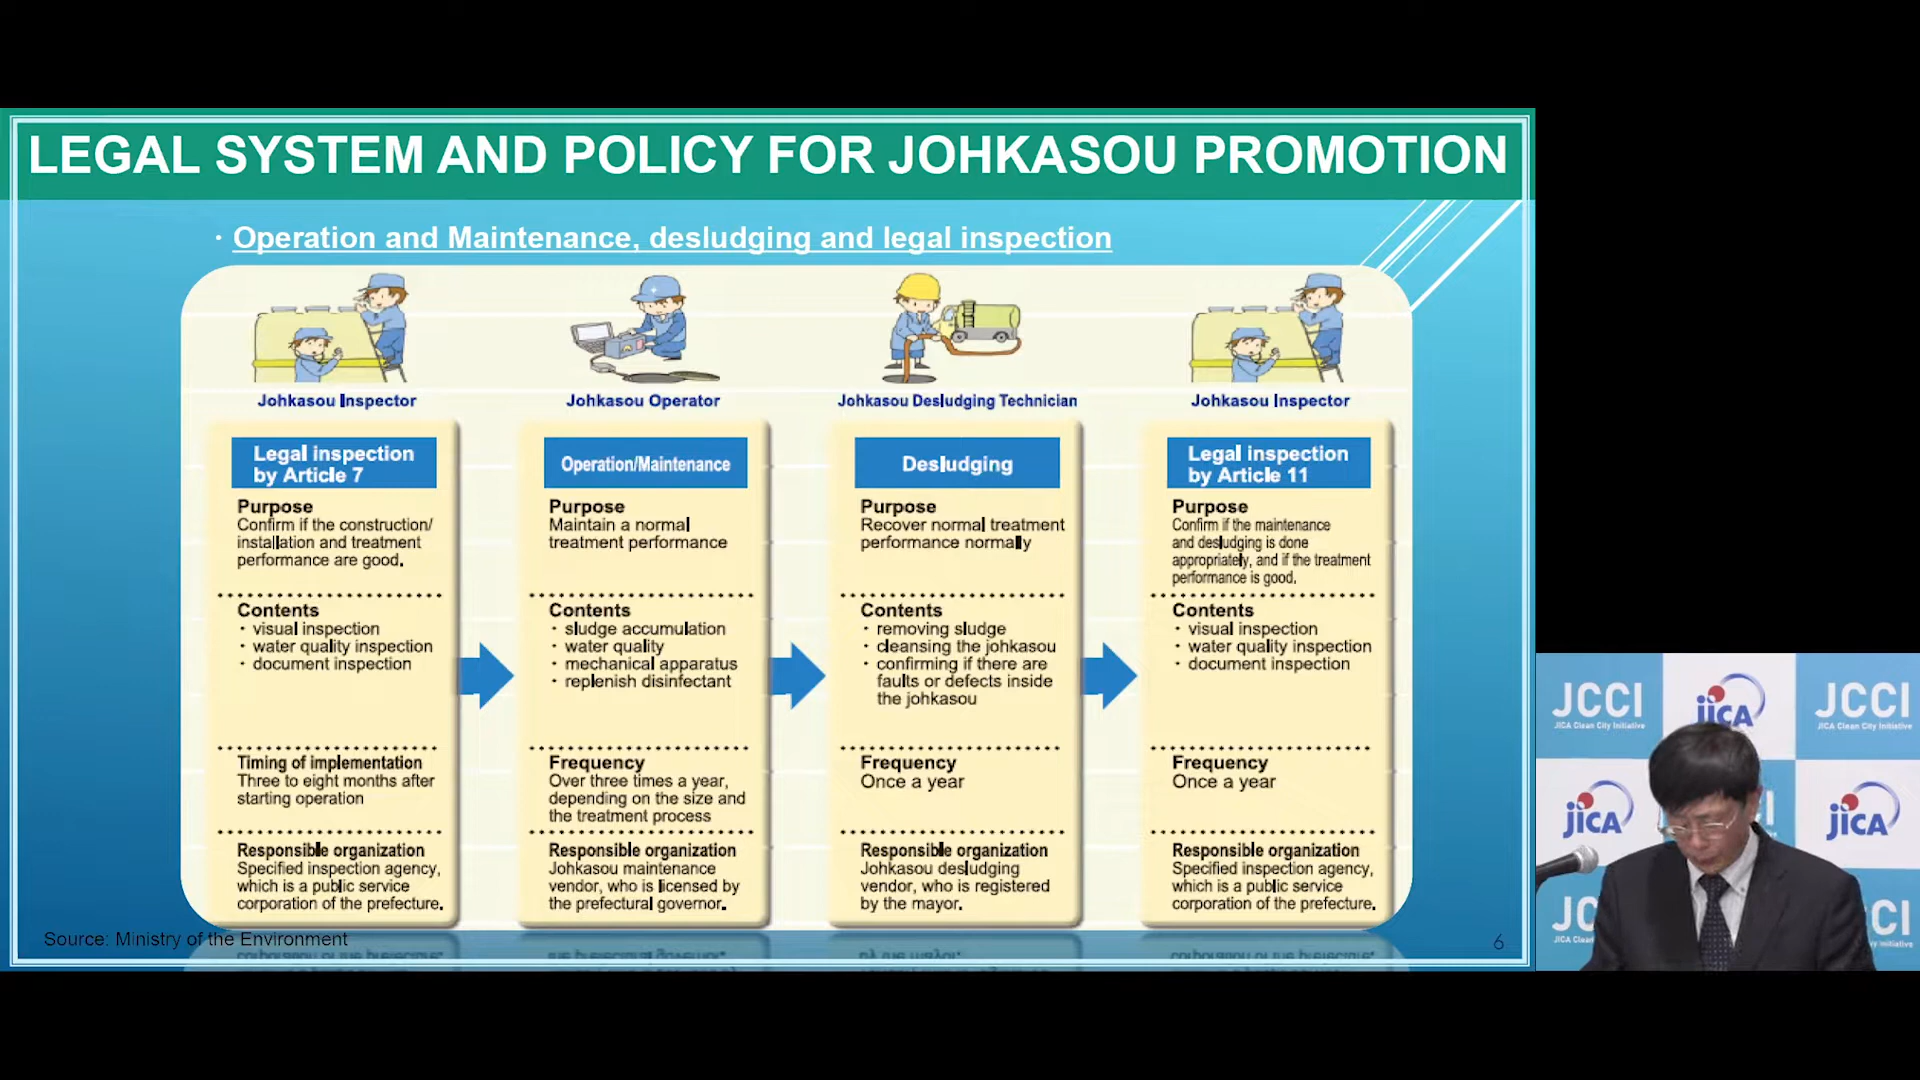 LEGAL SYSTEM AND POLICY FOR JOHKASOU PROMOTION
・Operation and Maintenance, desludging and legal inspection
Johkasou Inspector
Legal inspection
by Article 7
Purpose
Confirm if the construction/
installation and treatment
performance are good.
Contents
・visual inspection
・water quality inspection
・document inspection
Timing of implementation
Three to eight months after
starting operation
Responsible organization
Specified inspection agency,
which is a public service
corporation of the prefecture.
Johkasou Operator
Operation/Maintenance
Purpose
Maintain a normal
treatment performance
Contents
・sludge accumulation
・water quality
・mechanical apparatus
・replenish disinfectant
Frequency
Over three times a year,
depending on the size and
the treatment process
Responsible organization
Johkasou maintenance
vendor, who is licensed by
the prefectural governor.
Johkasou Desludging Technician
Desludging
Purpose
Recover normal treatment
performance normally
Contents
・removing sludge
・cleansing the johkasou
・confirming if there are
faults or defects inside
the johkasou
Frequency
Once a year
Responsible organization
Johkasou desludging
vendor, who is registered
by the mayor.
Johkasou Inspector
Legal inspection
by Article 11
Purpose
Confirm if the maintenance
and desludging is done
appropriately, and if the treatment
performance is good.
Contents
・visual inspection
・water quality inspection
・document inspection
Frequency
Once a year
Responsible organization
Specified inspection agency,
which is a public service
corporation of the prefecture.
Source: Ministry of the Environment
6
JCCI
JICA Clean City Initiative
JICA
JCCI
JICA Clean City Initiative
JICA
JICA